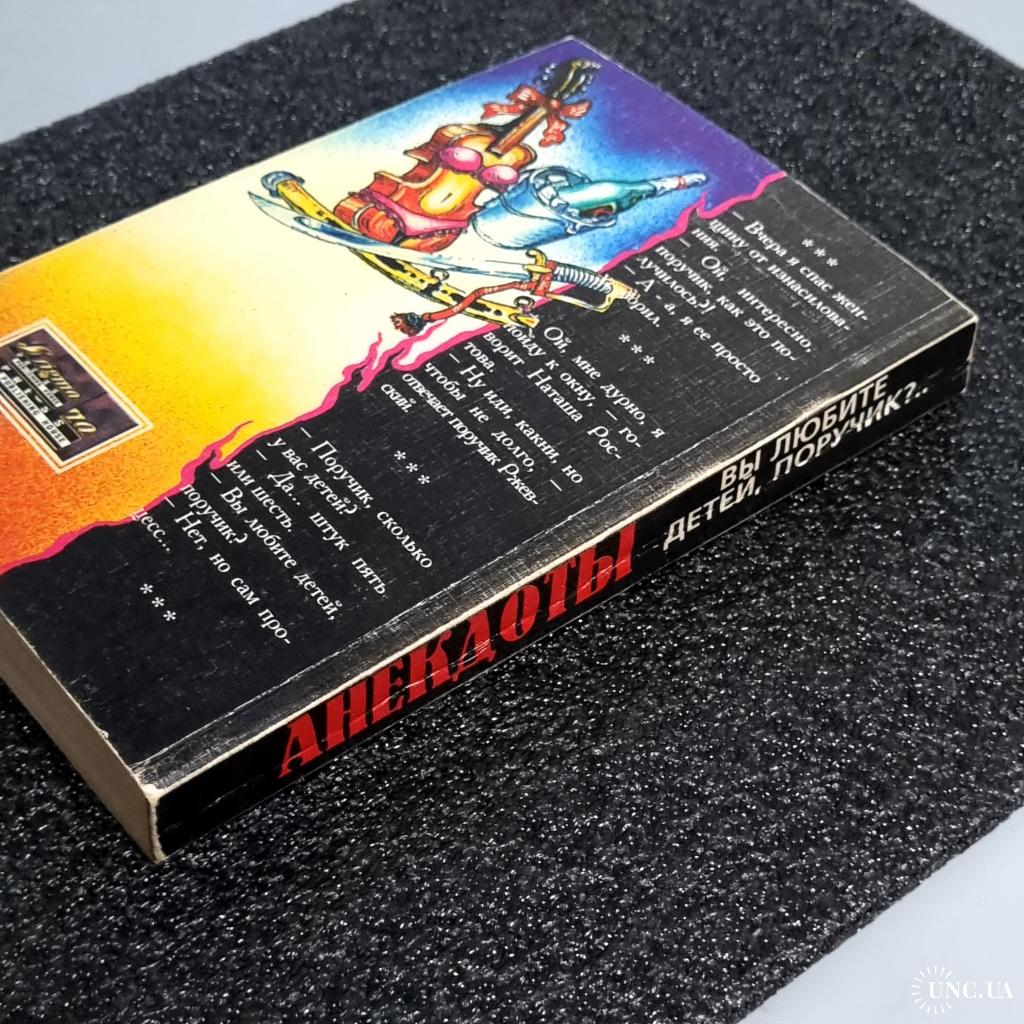 * * *
– Вчера я спас жен-
щину от изнасилова-
ния.
– Ой, интересно,
поручик, как это по-
лучилось?!
– А - а, я ее просто
* * *
Ой, мне дурно, я
пойду к окну, – го-
ворит Наташа Рос-
това.
– Ну иди, какни, но
чтобы не долго, –
отвечает поручик Ржев-
ский.
* * *
– Поручик, сколько
у вас детей?
– Да... штук пять
или шесть.
– Вы любите детей,
поручик?
– Нет, но сам про-
цесс...
* * *
АНЕКДОТЫ
ВЫ ЛЮБИТЕ
ДЕТЕЙ, ПОРУЧИК?..
UNC.UA